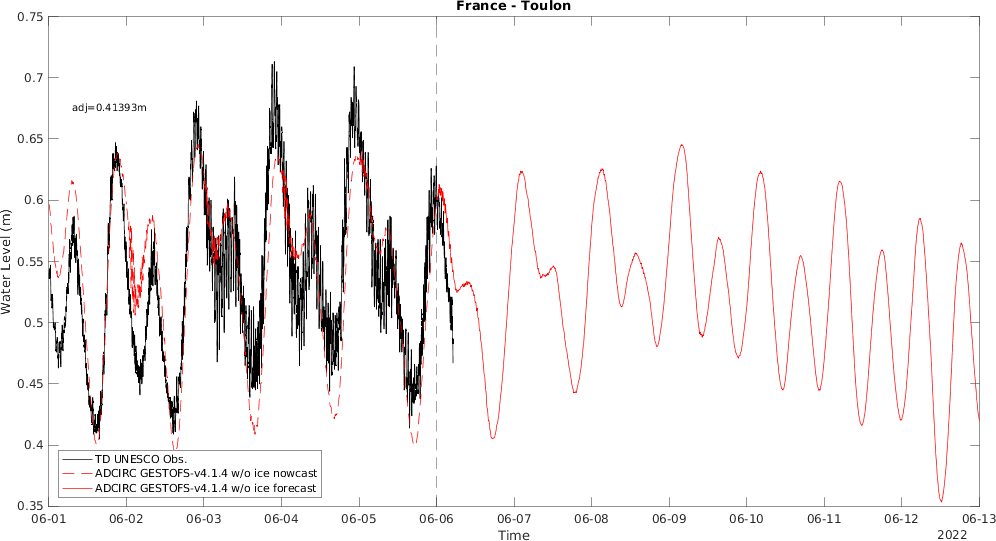 France - Toulon
0.75
0.7
0.65
0.6
0.55
0.5
0.45
0.4
0.35
Water Level (m)
adj=0.41393m
TD UNESCO Obs.
ADCIRC GESTOFS-v4.1.4 w/o ice nowcast
ADCIRC GESTOFS-v4.1.4 w/o ice forecast
06-01 06-02 06-03 06-04 06-05 06-06 06-07 06-08 06-09 06-10 06-11 06-12 06-13
Time
2022